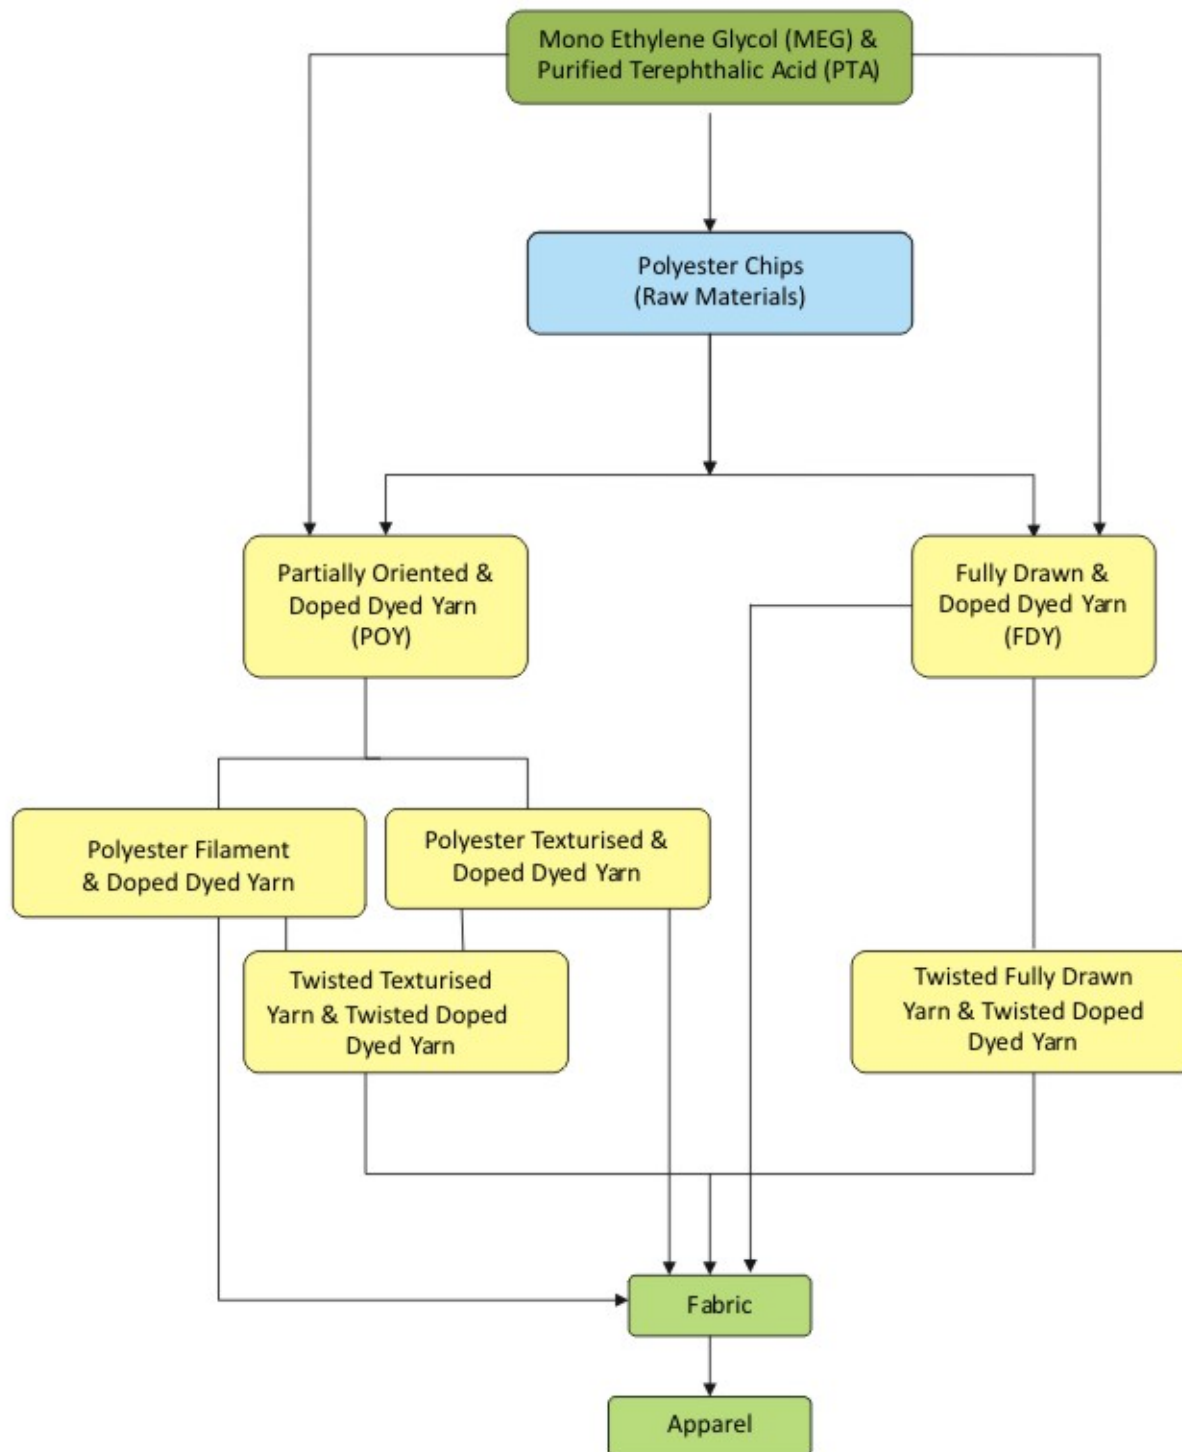 Mono Ethylene Glycol (MEG) &
Purified Terephthalic Acid (PTA)
Polyester Chips
(Raw Materials)
Partially Oriented &
Doped Dyed Yarn
(POY)
Fully Drawn &
Doped Dyed Yarn
(FDY)
Polyester Filament
& Doped Dyed Yarn
Polyester Texturised &
Doped Dyed Yarn
Twisted Texturised
Yarn & Twisted Doped
Dyed Yarn
Twisted Fully Drawn
Yarn & Twisted Doped
Dyed Yarn
Fabric
Apparel